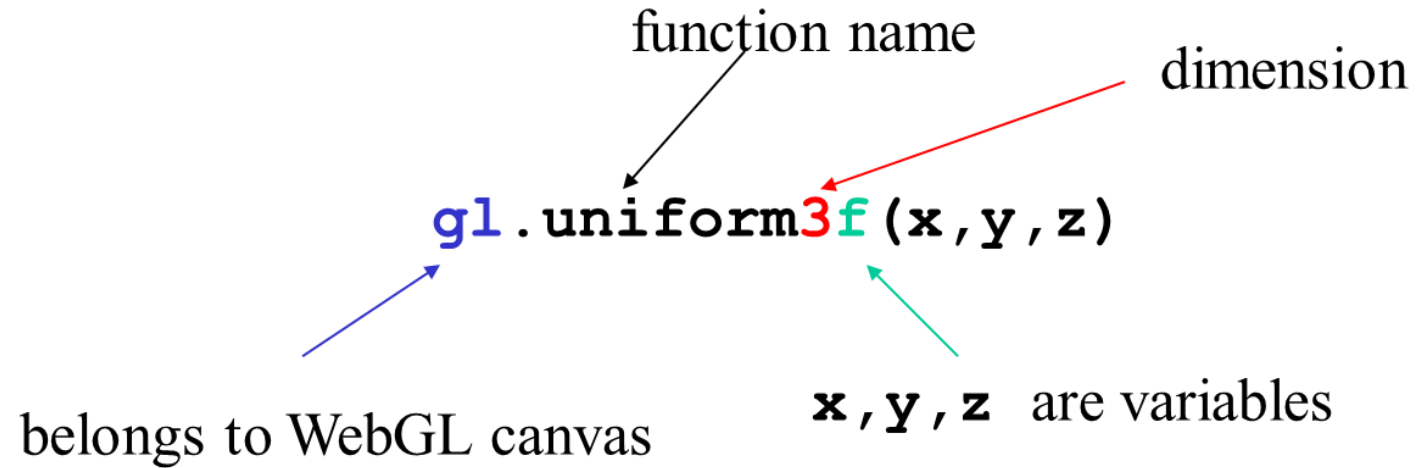 function name
dimension
gl.uniform3f(x,y,z)
belongs to WebGL canvas
x,y,z are variables